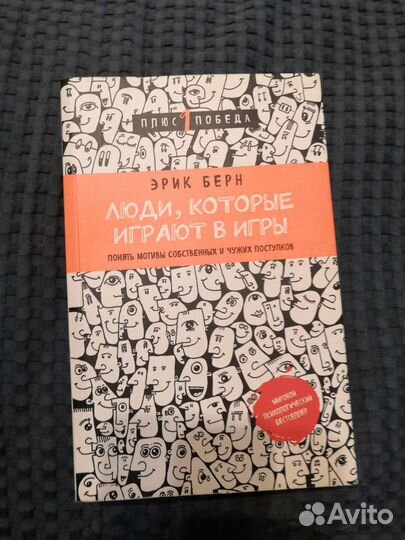 ПЛЮС 1 ПОБЕДА
ЭРИК БЕРН
ЛЮДИ, КОТОРЫЕ
ИГРАЮТ В ИГРЫ
ПОНЯТЬ МОТИВЫ СОБСТВЕННЫХ И ЧУЖИХ ПОСТУПКОВ
МИРОВОЙ
ПСИХОЛОГИЧЕСКИЙ
БЕСТСЕЛЛЕР
Avito